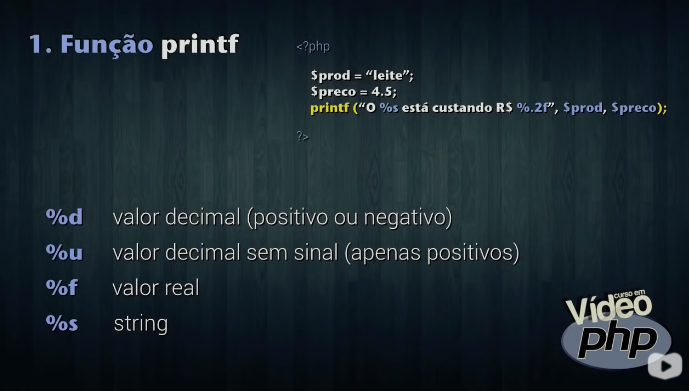 1. Função printf
<?php
$prod = “leite”;
$preco = 4.5;
printf (“O %s está custando R$ %.2f”, $prod, $preco);
?>
%d valor decimal (positivo ou negativo)
%u valor decimal sem sinal (apenas positivos)
%f valor real
%s string
curso em
Vídeo
php